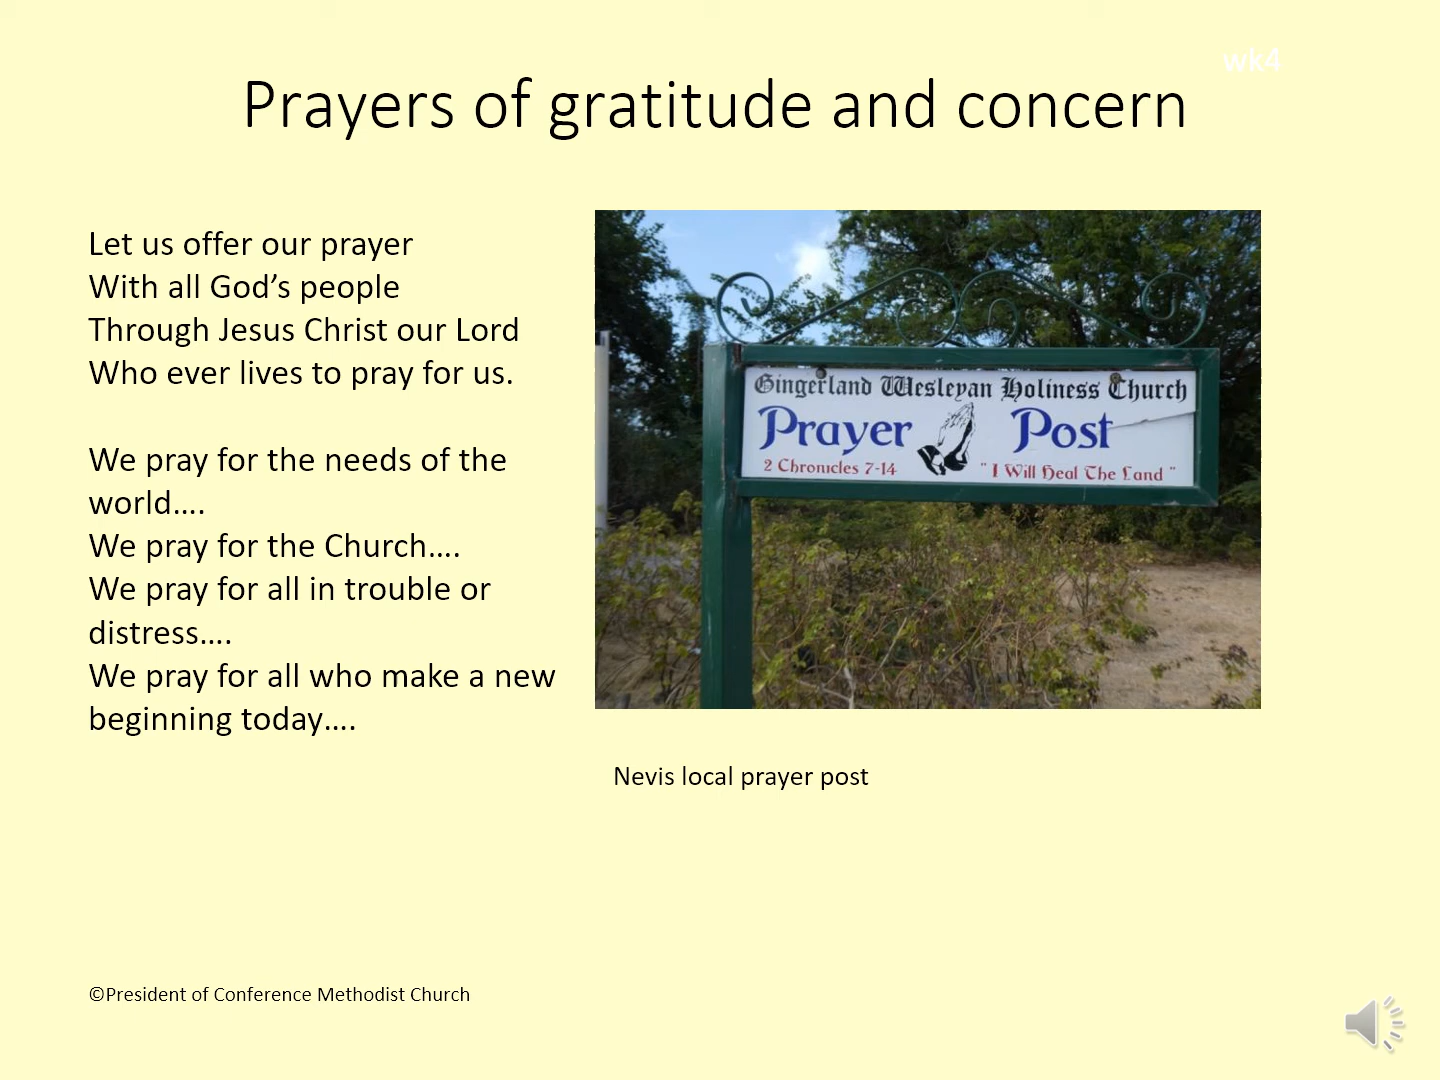 wk4
Prayers of gratitude and concern
Let us offer our prayer
With all God’s people
Through Jesus Christ our Lord
Who ever lives to pray for us.
We pray for the needs of the
world….
We pray for the Church….
We pray for all in trouble or
distress….
We pray for all who make a new
beginning today….
Gingerland Wesleyan Holiness Church
Prayer Post
2 Chronicles 7-14 "I Will Heal The Land"
Nevis local prayer post
©President of Conference Methodist Church